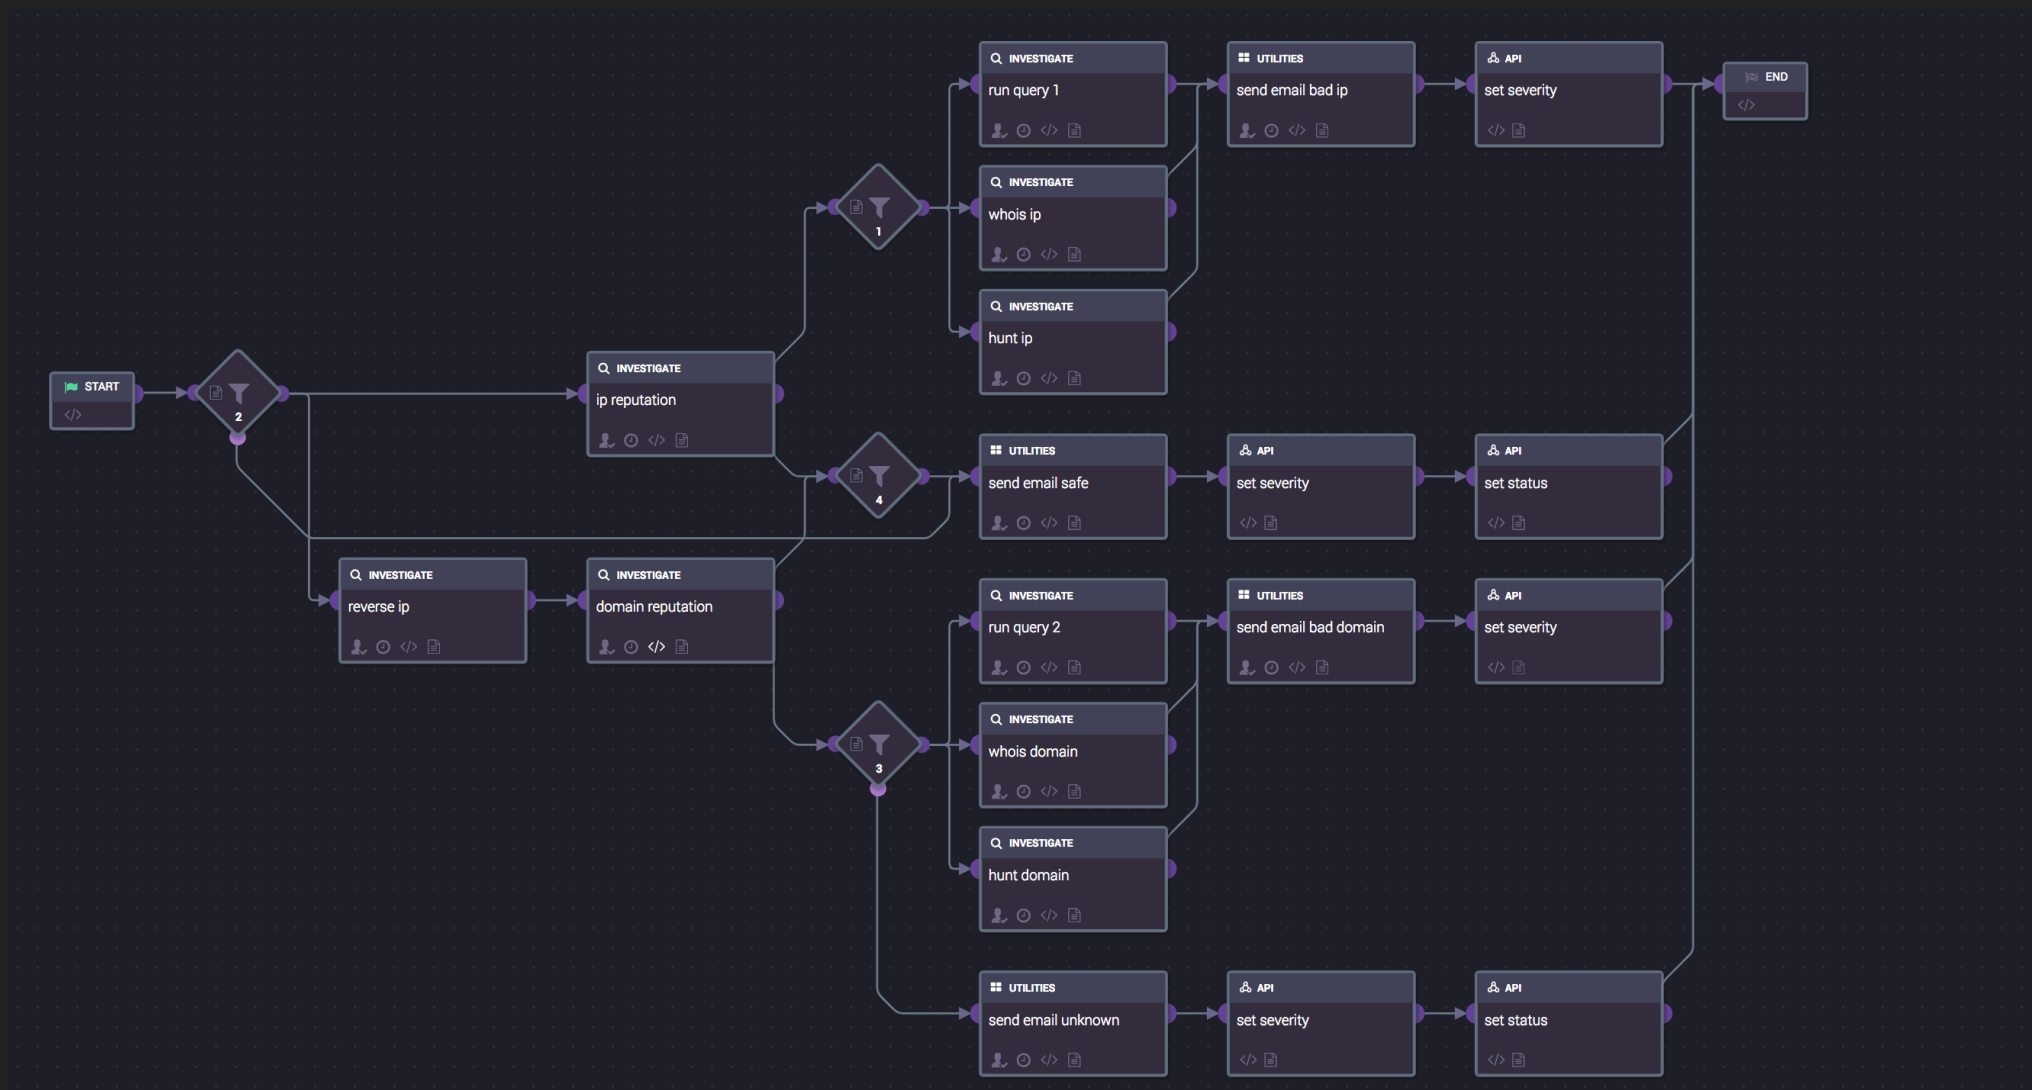 INVESTIGATE
run query 1
UTILITIES
send email bad ip
API
set severity
END
</>
</>
</>
</>
INVESTIGATE
whois ip
</>
1
INVESTIGATE
hunt ip
</>
START
</>
2
INVESTIGATE
ip reputation
</>
4
UTILITIES
send email safe
</>
API
set severity
</>
API
set status
</>
INVESTIGATE
reverse ip
</>
INVESTIGATE
domain reputation
</>
INVESTIGATE
run query 2
</>
UTILITIES
send email bad domain
</>
API
set severity
</>
3
INVESTIGATE
whois domain
</>
INVESTIGATE
hunt domain
</>
UTILITIES
send email unknown
</>
API
set severity
</>
API
set status
</>